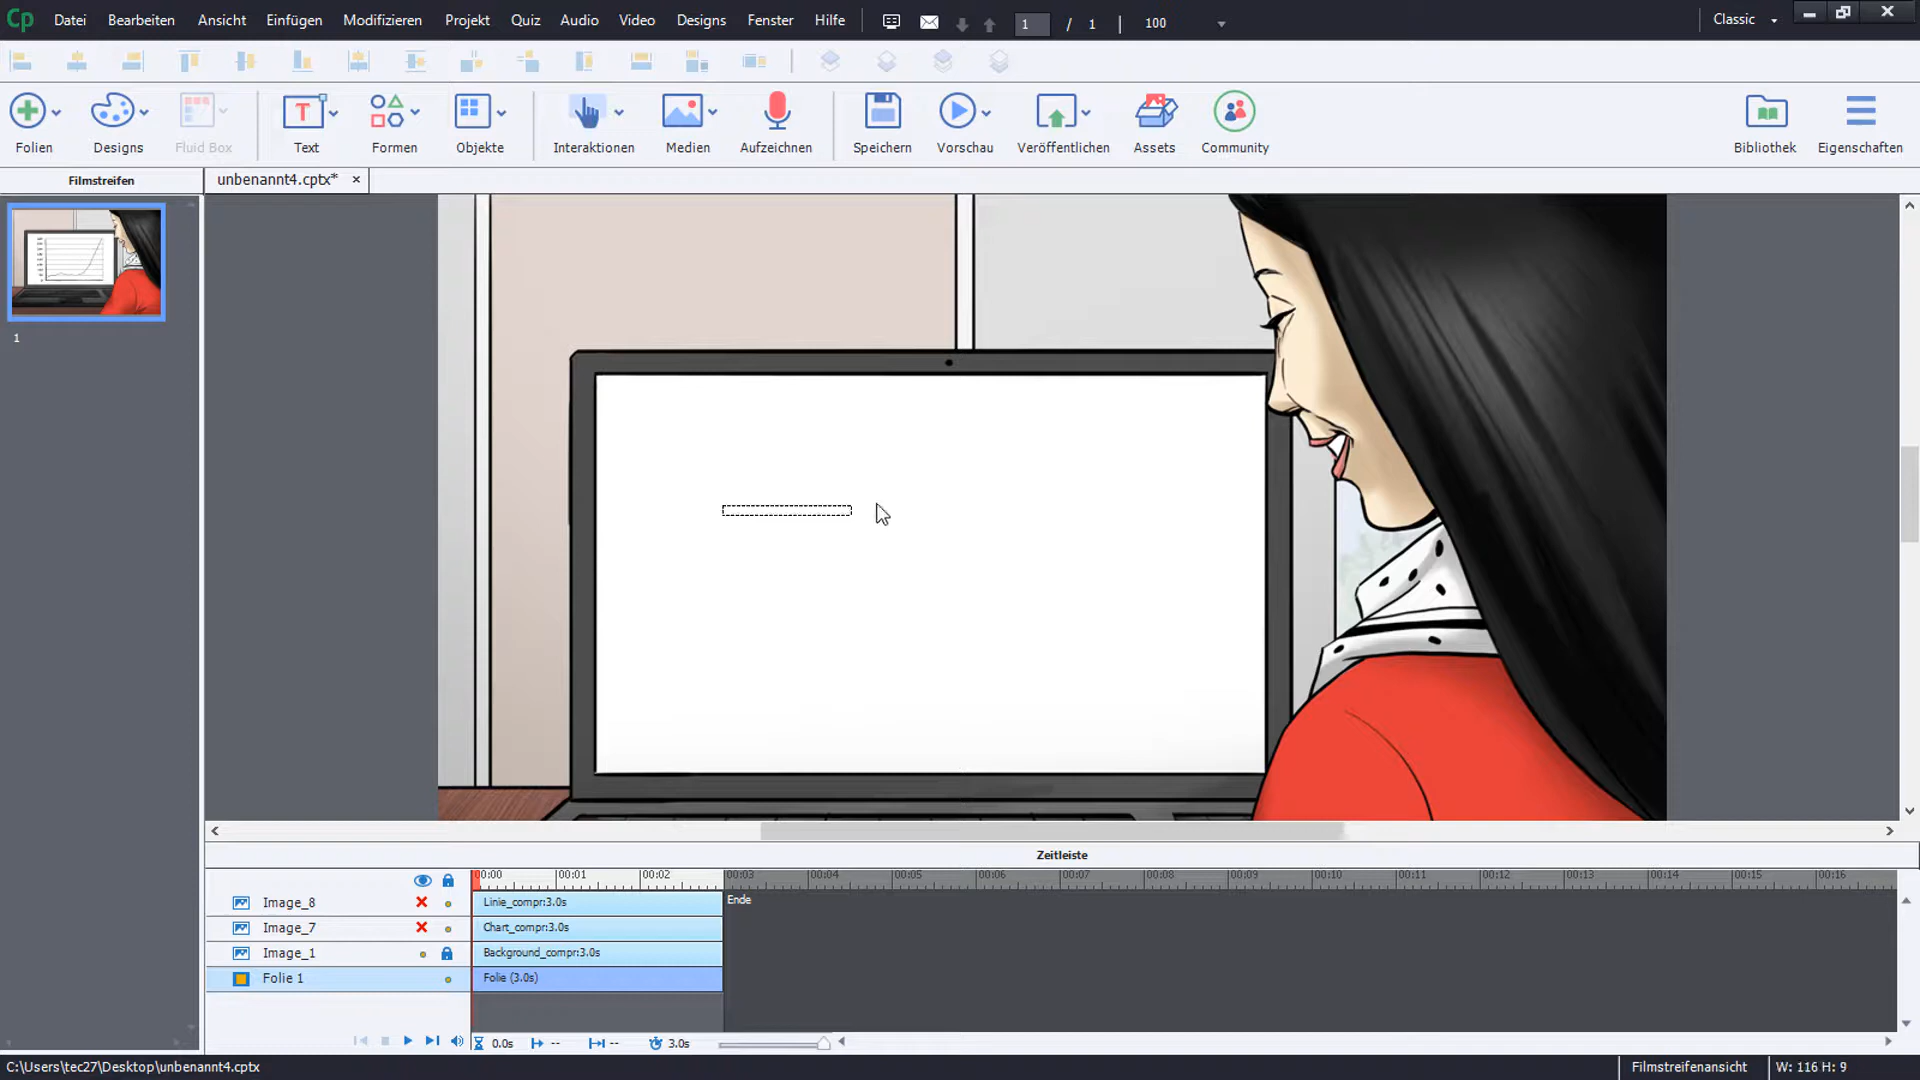 Cp Datei Bearbeiten Ansicht Einfügen Modifizieren Projekt Quiz Audio Video Designs Fenster Hilfe 1 / 1 100 Classic
Folien Designs Fluid Box Text Formen Objekte Interaktionen Medien Aufzeichnen Speichern Vorschau Veröffentlichen Assets Community Bibliothek Eigenschaften
Filmstreifen unbenannt4.cptx* ×
1
Zeitleiste
00:00 00:01 00:02 00:03 00:04 00:05 00:06 00:07 00:08 00:09 00:10 00:11 00:12 00:13 00:14 00:15 00:16
Image_8 Linie_compr:3.0s Ende
Image_7 Chart_compr:3.0s
Image_1 Background_compr:3.0s
Folie 1 Folie (3.0s)
0.0s -- -- 3.0s
C:\Users\tec27\Desktop\unbenannt4.cptx Filmstreifenansicht W: 116 H: 9